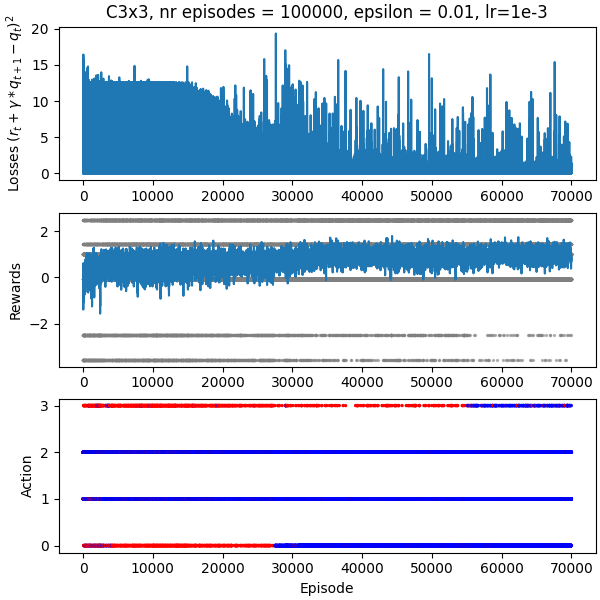 C3x3, nr episodes = 100000, epsilon = 0.01, lr=1e-3
Losses $(r_t + \gamma * q_{t+1} - q_t)^2$
20
15
10
5
0
0 10000 20000 30000 40000 50000 60000 70000
Rewards
2
0
−2
0 10000 20000 30000 40000 50000 60000 70000
Action
3
2
1
0
0 10000 20000 30000 40000 50000 60000 70000
Episode